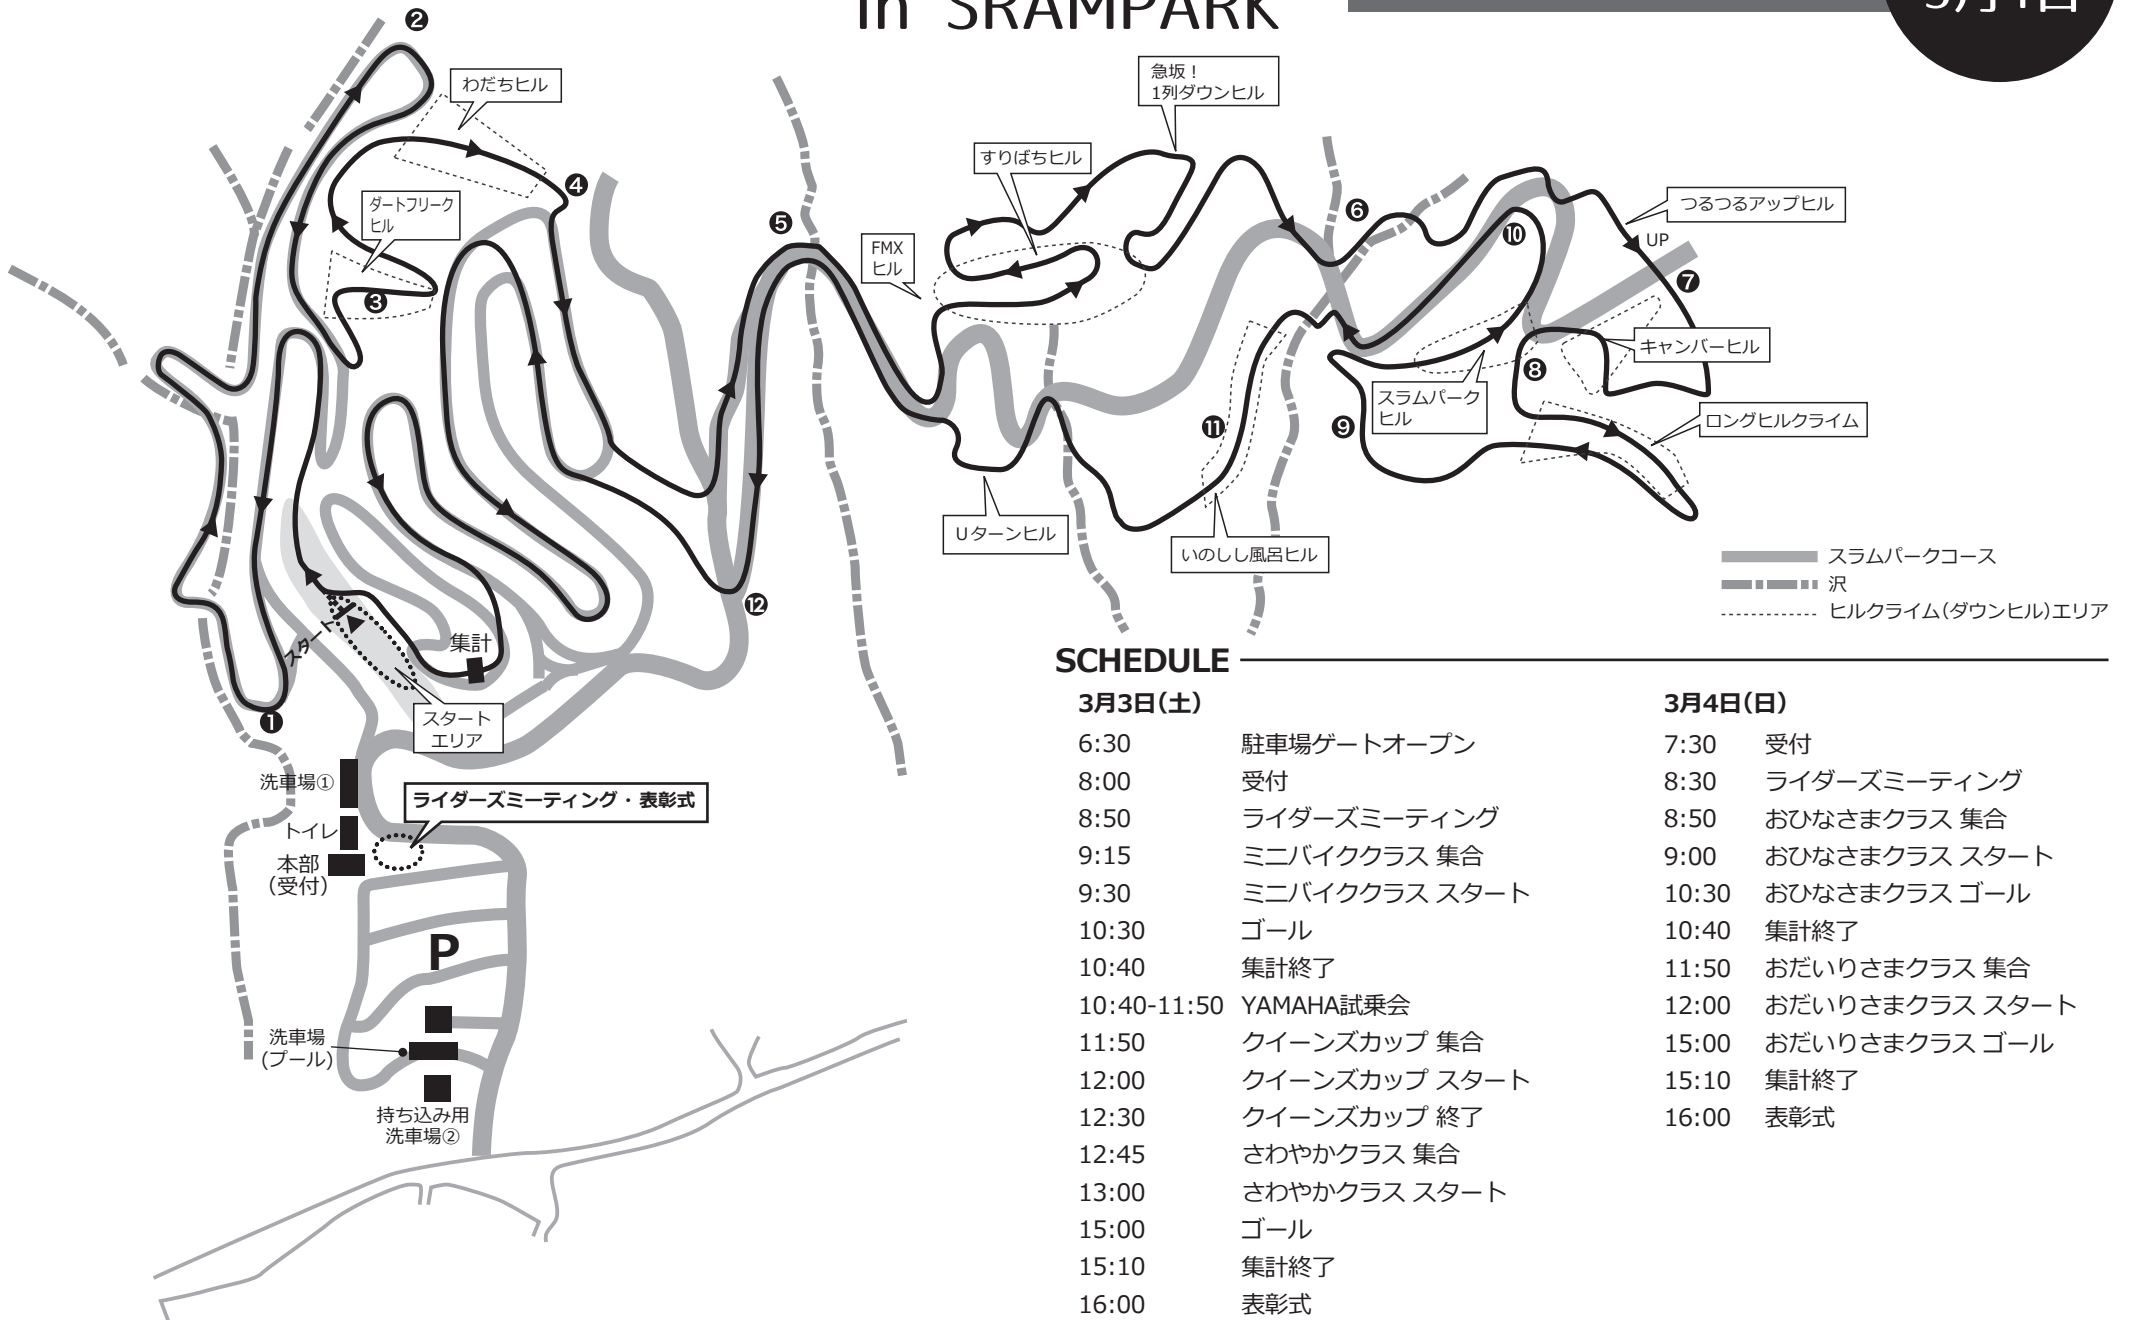 in SRAMPARK
3月4日
❷
わだちヒル
急坂！
1列ダウンヒル
すりばちヒル
❹
ダートフリーク
ヒル
❺
❻
つるつるアップヒル
UP
❿
FMX
ヒル
❼
❸
キャンバーヒル
❽
スラムパーク
ヒル
ロングヒルクライム
⓫
❾
Uターンヒル
いのしし風呂ヒル
スラムパークコース
沢
ヒルクライム（ダウンヒル）エリア
⓬
スタート
集計
❶
スタート
エリア
洗車場①
ライダーズミーティング・表彰式
トイレ
本部
（受付）
P
洗車場
(プール)
持ち込み用
洗車場②
SCHEDULE
3月3日（土）
6:30 駐車場ゲートオープン
8:00 受付
8:50 ライダーズミーティング
9:15 ミニバイククラス 集合
9:30 ミニバイククラス スタート
10:30 ゴール
10:40 集計終了
10:40-11:50 YAMAHA試乗会
11:50 クイーンズカップ 集合
12:00 クイーンズカップ スタート
12:30 クイーンズカップ 終了
12:45 さわやかクラス 集合
13:00 さわやかクラス スタート
15:00 ゴール
15:10 集計終了
16:00 表彰式
3月4日（日）
7:30 受付
8:30 ライダーズミーティング
8:50 おひなさまクラス 集合
9:00 おひなさまクラス スタート
10:30 おひなさまクラス ゴール
10:40 集計終了
11:50 おだいりさまクラス 集合
12:00 おだいりさまクラス スタート
15:00 おだいりさまクラス ゴール
15:10 集計終了
16:00 表彰式